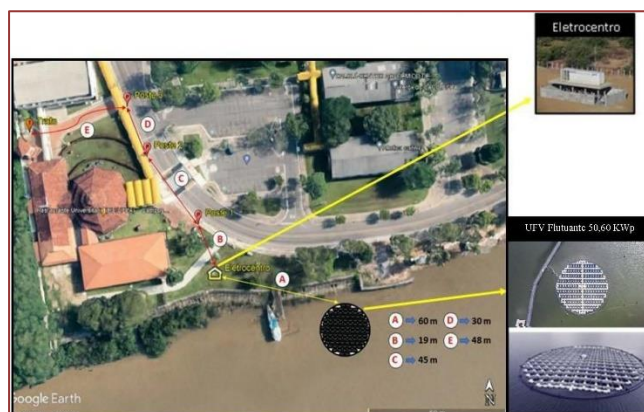 Eletrocentro
Trafo
Poste 3
E
D
Poste 2
C
Poste 1
B
Eletrocentro
A
UFV Flutuante 50,60 KWp
A 60 m D 30 m
B 19 m E 48 m
C 45 m
N
Google Earth